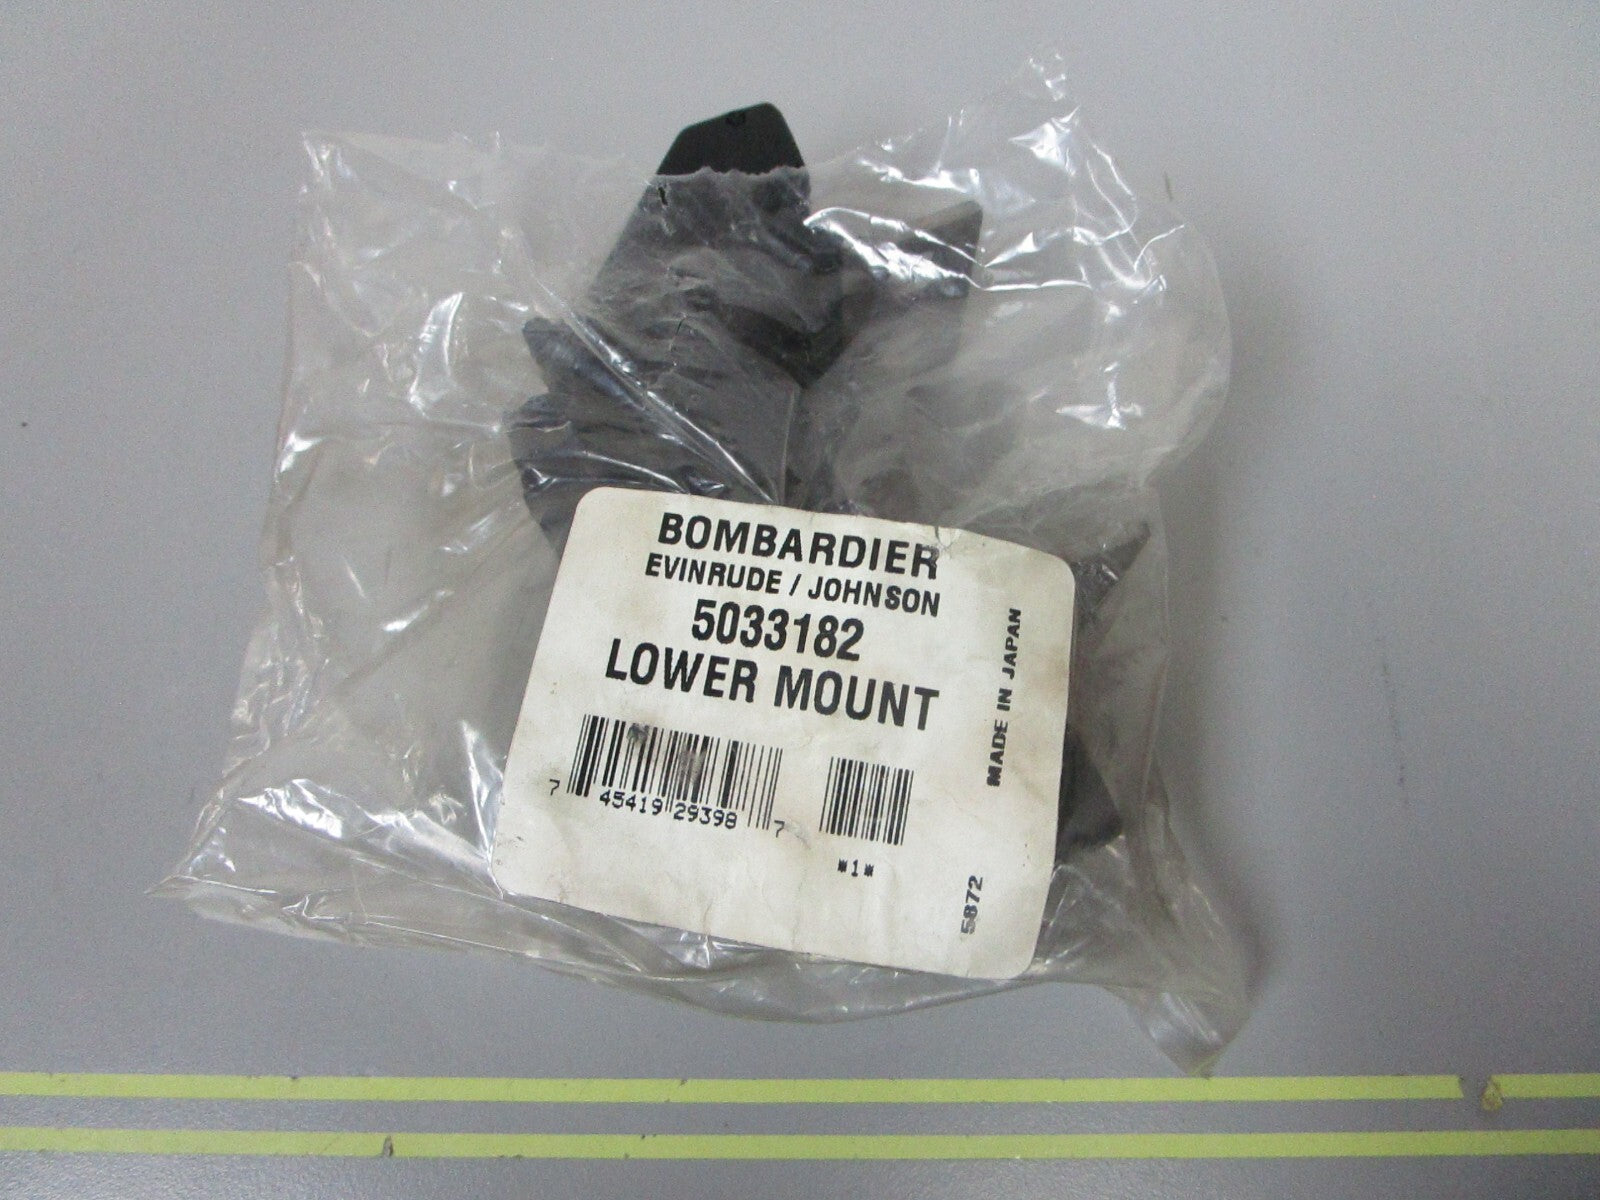 BOMBARDIER
EVINRUDE / JOHNSON
5033182
LOWER MOUNT
7 45419 29398 7
*1*
MADE IN JAPAN
5872